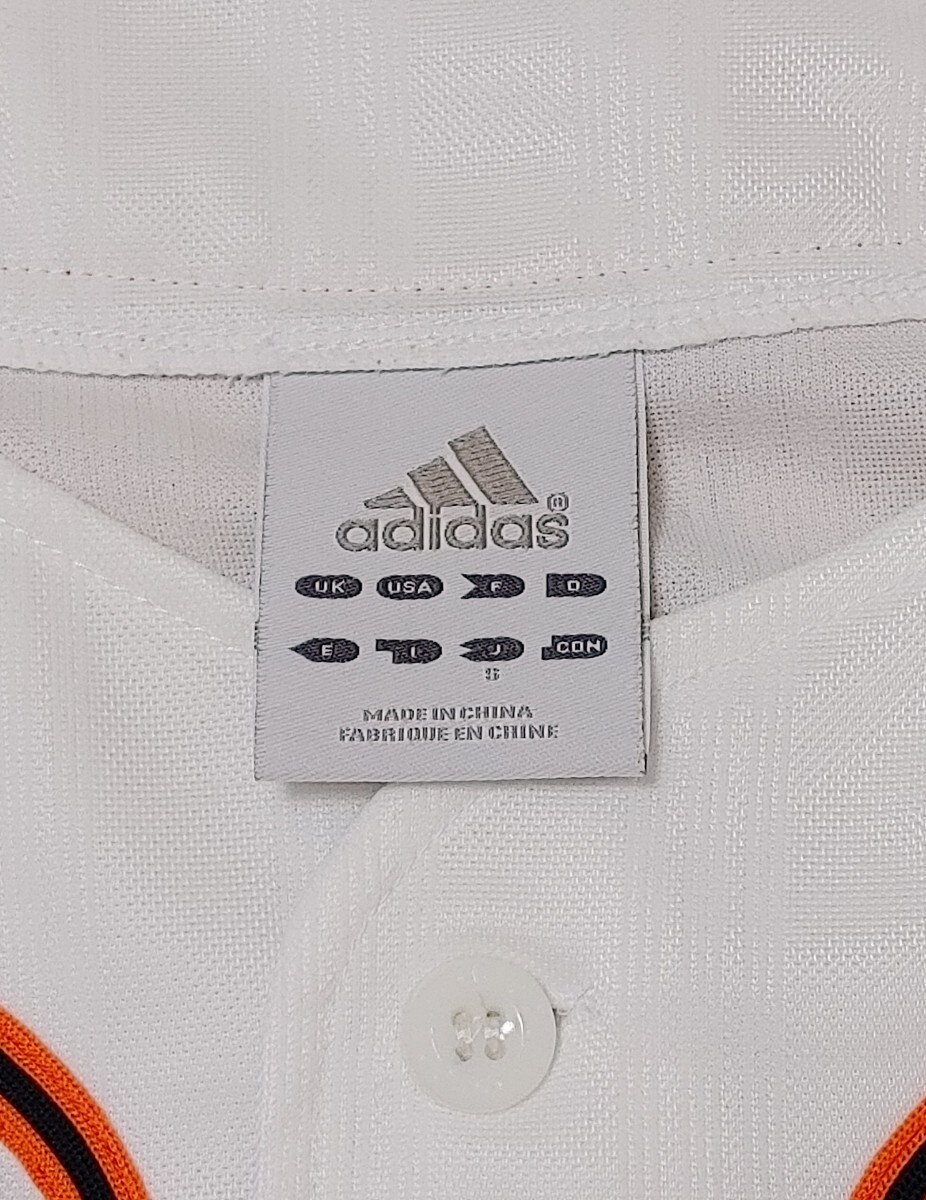 adidas®
UK USA F D
E I J CON
S
MADE IN CHINA
FABRIQUE EN CHINE